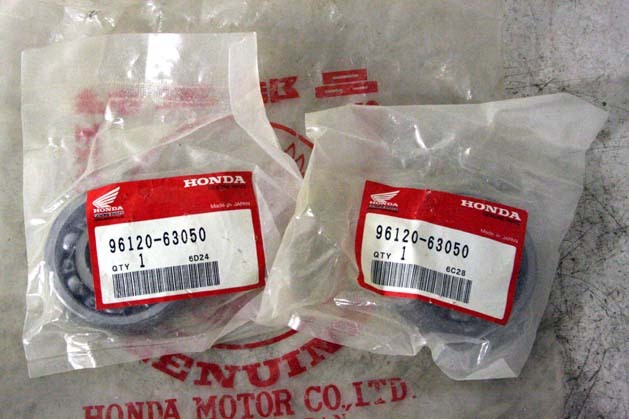 HONDA
Made in JAPAN
96120-63050
QTY 1
6D24
HONDA
Made in JAPAN
96120-63050
QTY 1
6C28
GENUINE
HONDA MOTOR CO., LTD.